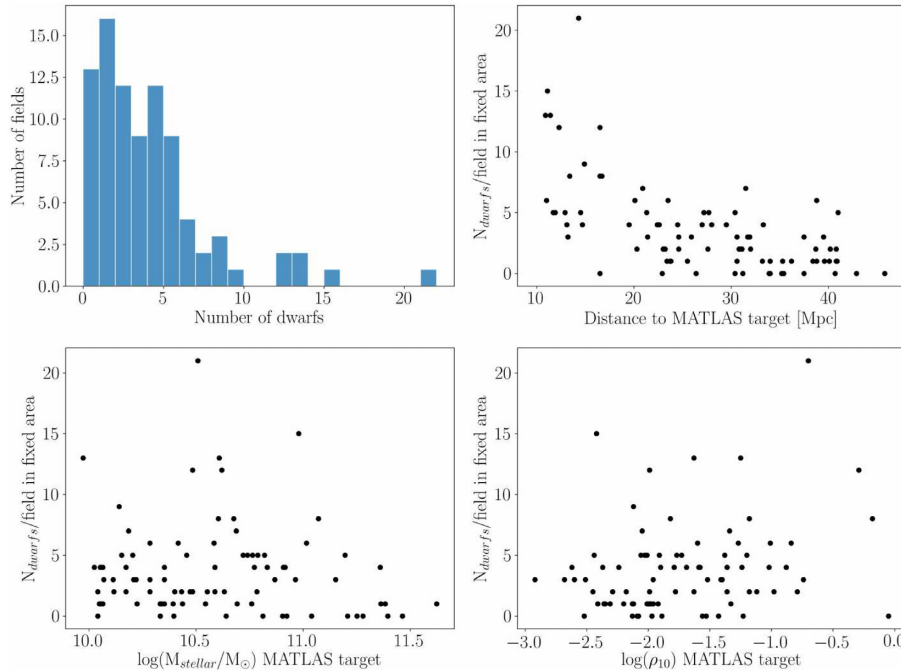 15.0
12.5
10.0
7.5
5.0
2.5
0.0
Number of fields
0 5 10 15 20
Number of dwarfs
20
15
10
5
0
N_dwarfs/field in fixed area
10 20 30 40
Distance to MATLAS target [Mpc]
20
15
10
5
0
N_dwarfs/field in fixed area
10.0 10.5 11.0 11.5
log(M_stellar/M_⊙) MATLAS target
20
15
10
5
0
N_dwarfs/field in fixed area
−3.0 −2.5 −2.0 −1.5 −1.0 −0.5 0.0
log(ρ₁₀) MATLAS target